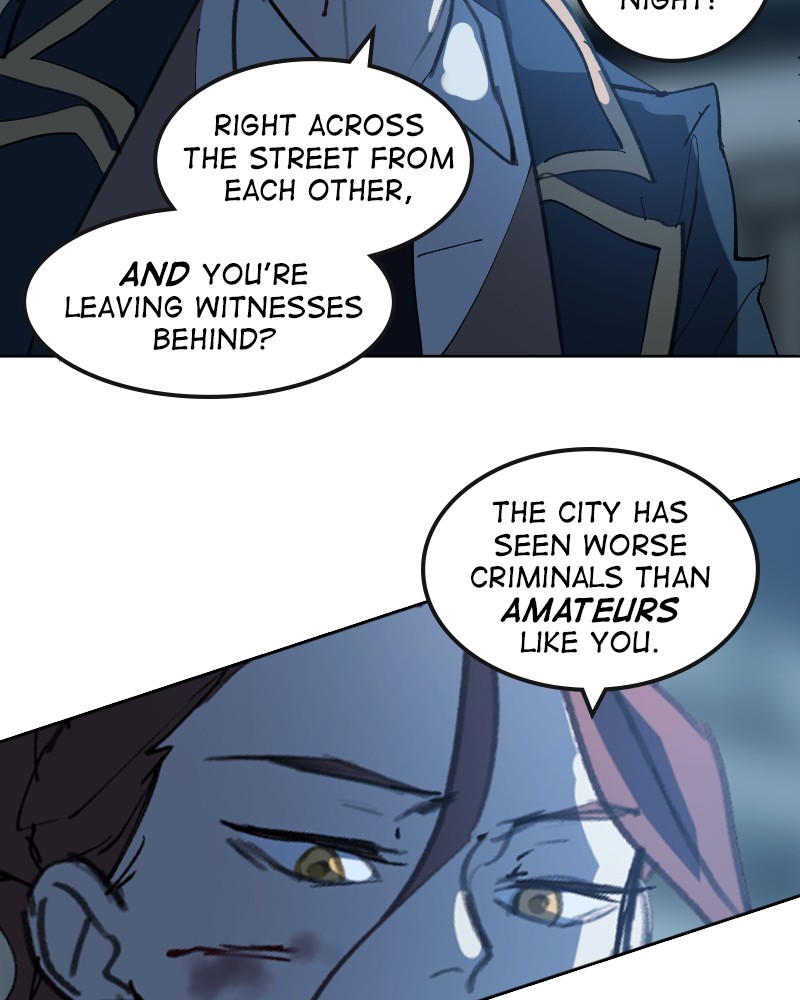 NIGHT?
RIGHT ACROSS
THE STREET FROM
EACH OTHER,
AND YOU'RE
LEAVING WITNESSES
BEHIND?
THE CITY HAS
SEEN WORSE
CRIMINALS THAN
AMATEURS
LIKE YOU.